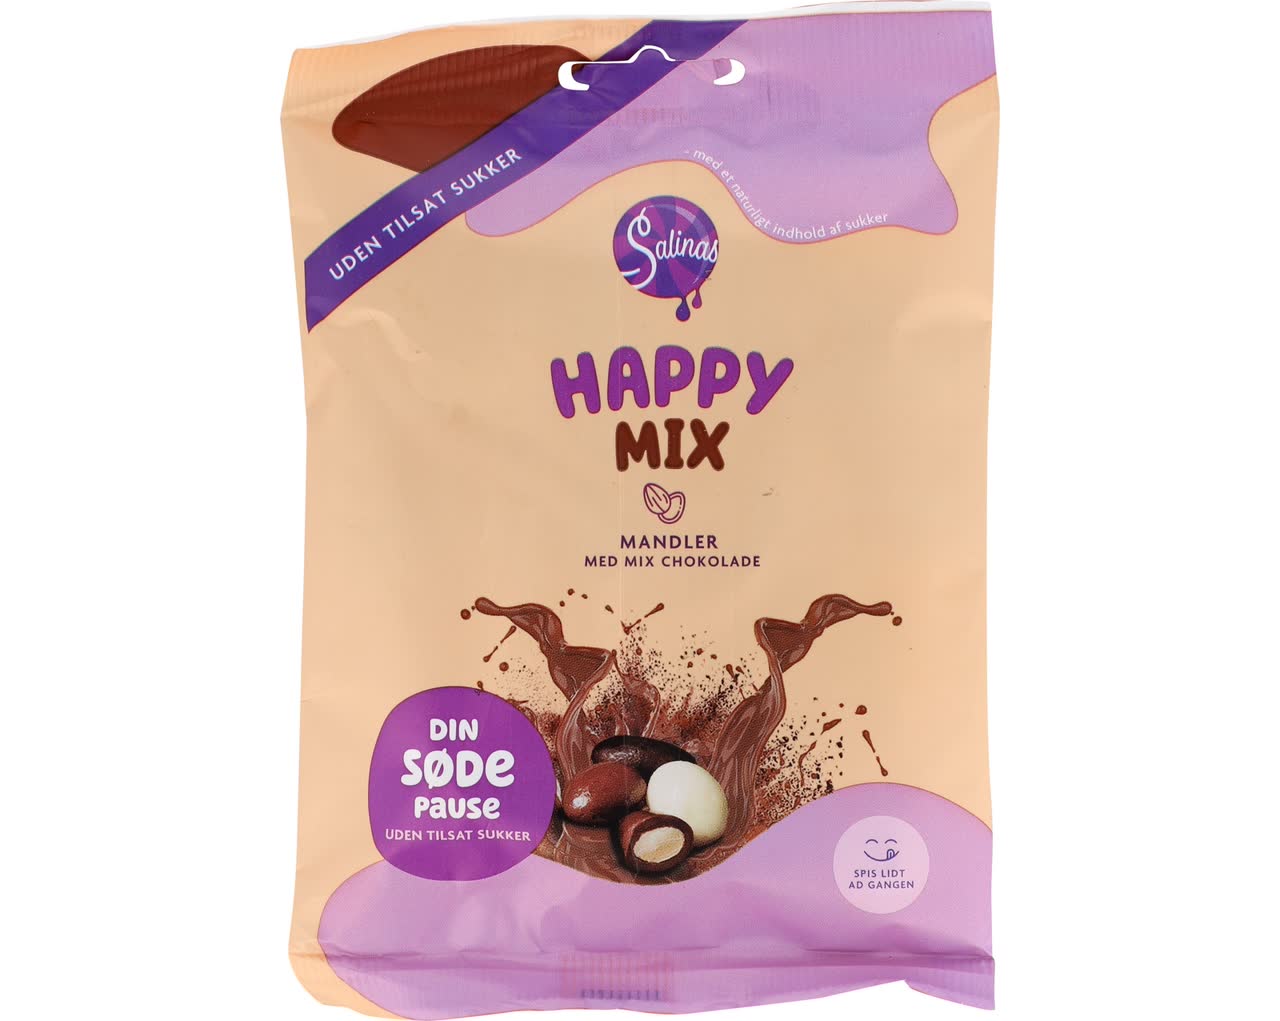 UDEN TILSAT SUKKER
- med et naturligt indhold af sukker
Salinas
HAPPY
MIX
MANDLER
MED MIX CHOKOLADE
DIN
SØDE
PAUSE
UDEN TILSAT SUKKER
SPIS LIDT
AD GANGEN